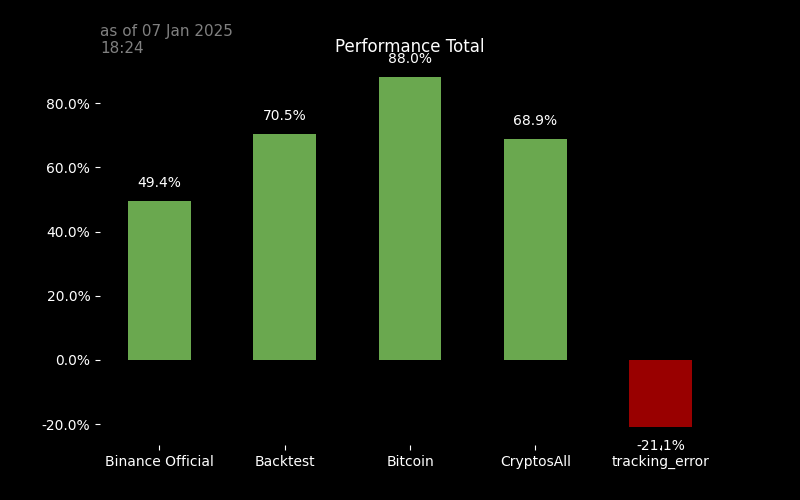 as of 07 Jan 2025
18:24
Performance Total
88.0%
80.0%
70.5%
68.9%
60.0%
49.4%
40.0%
20.0%
0.0%
-20.0%
-21.1%
Binance Official
Backtest
Bitcoin
CryptosAll
tracking_error